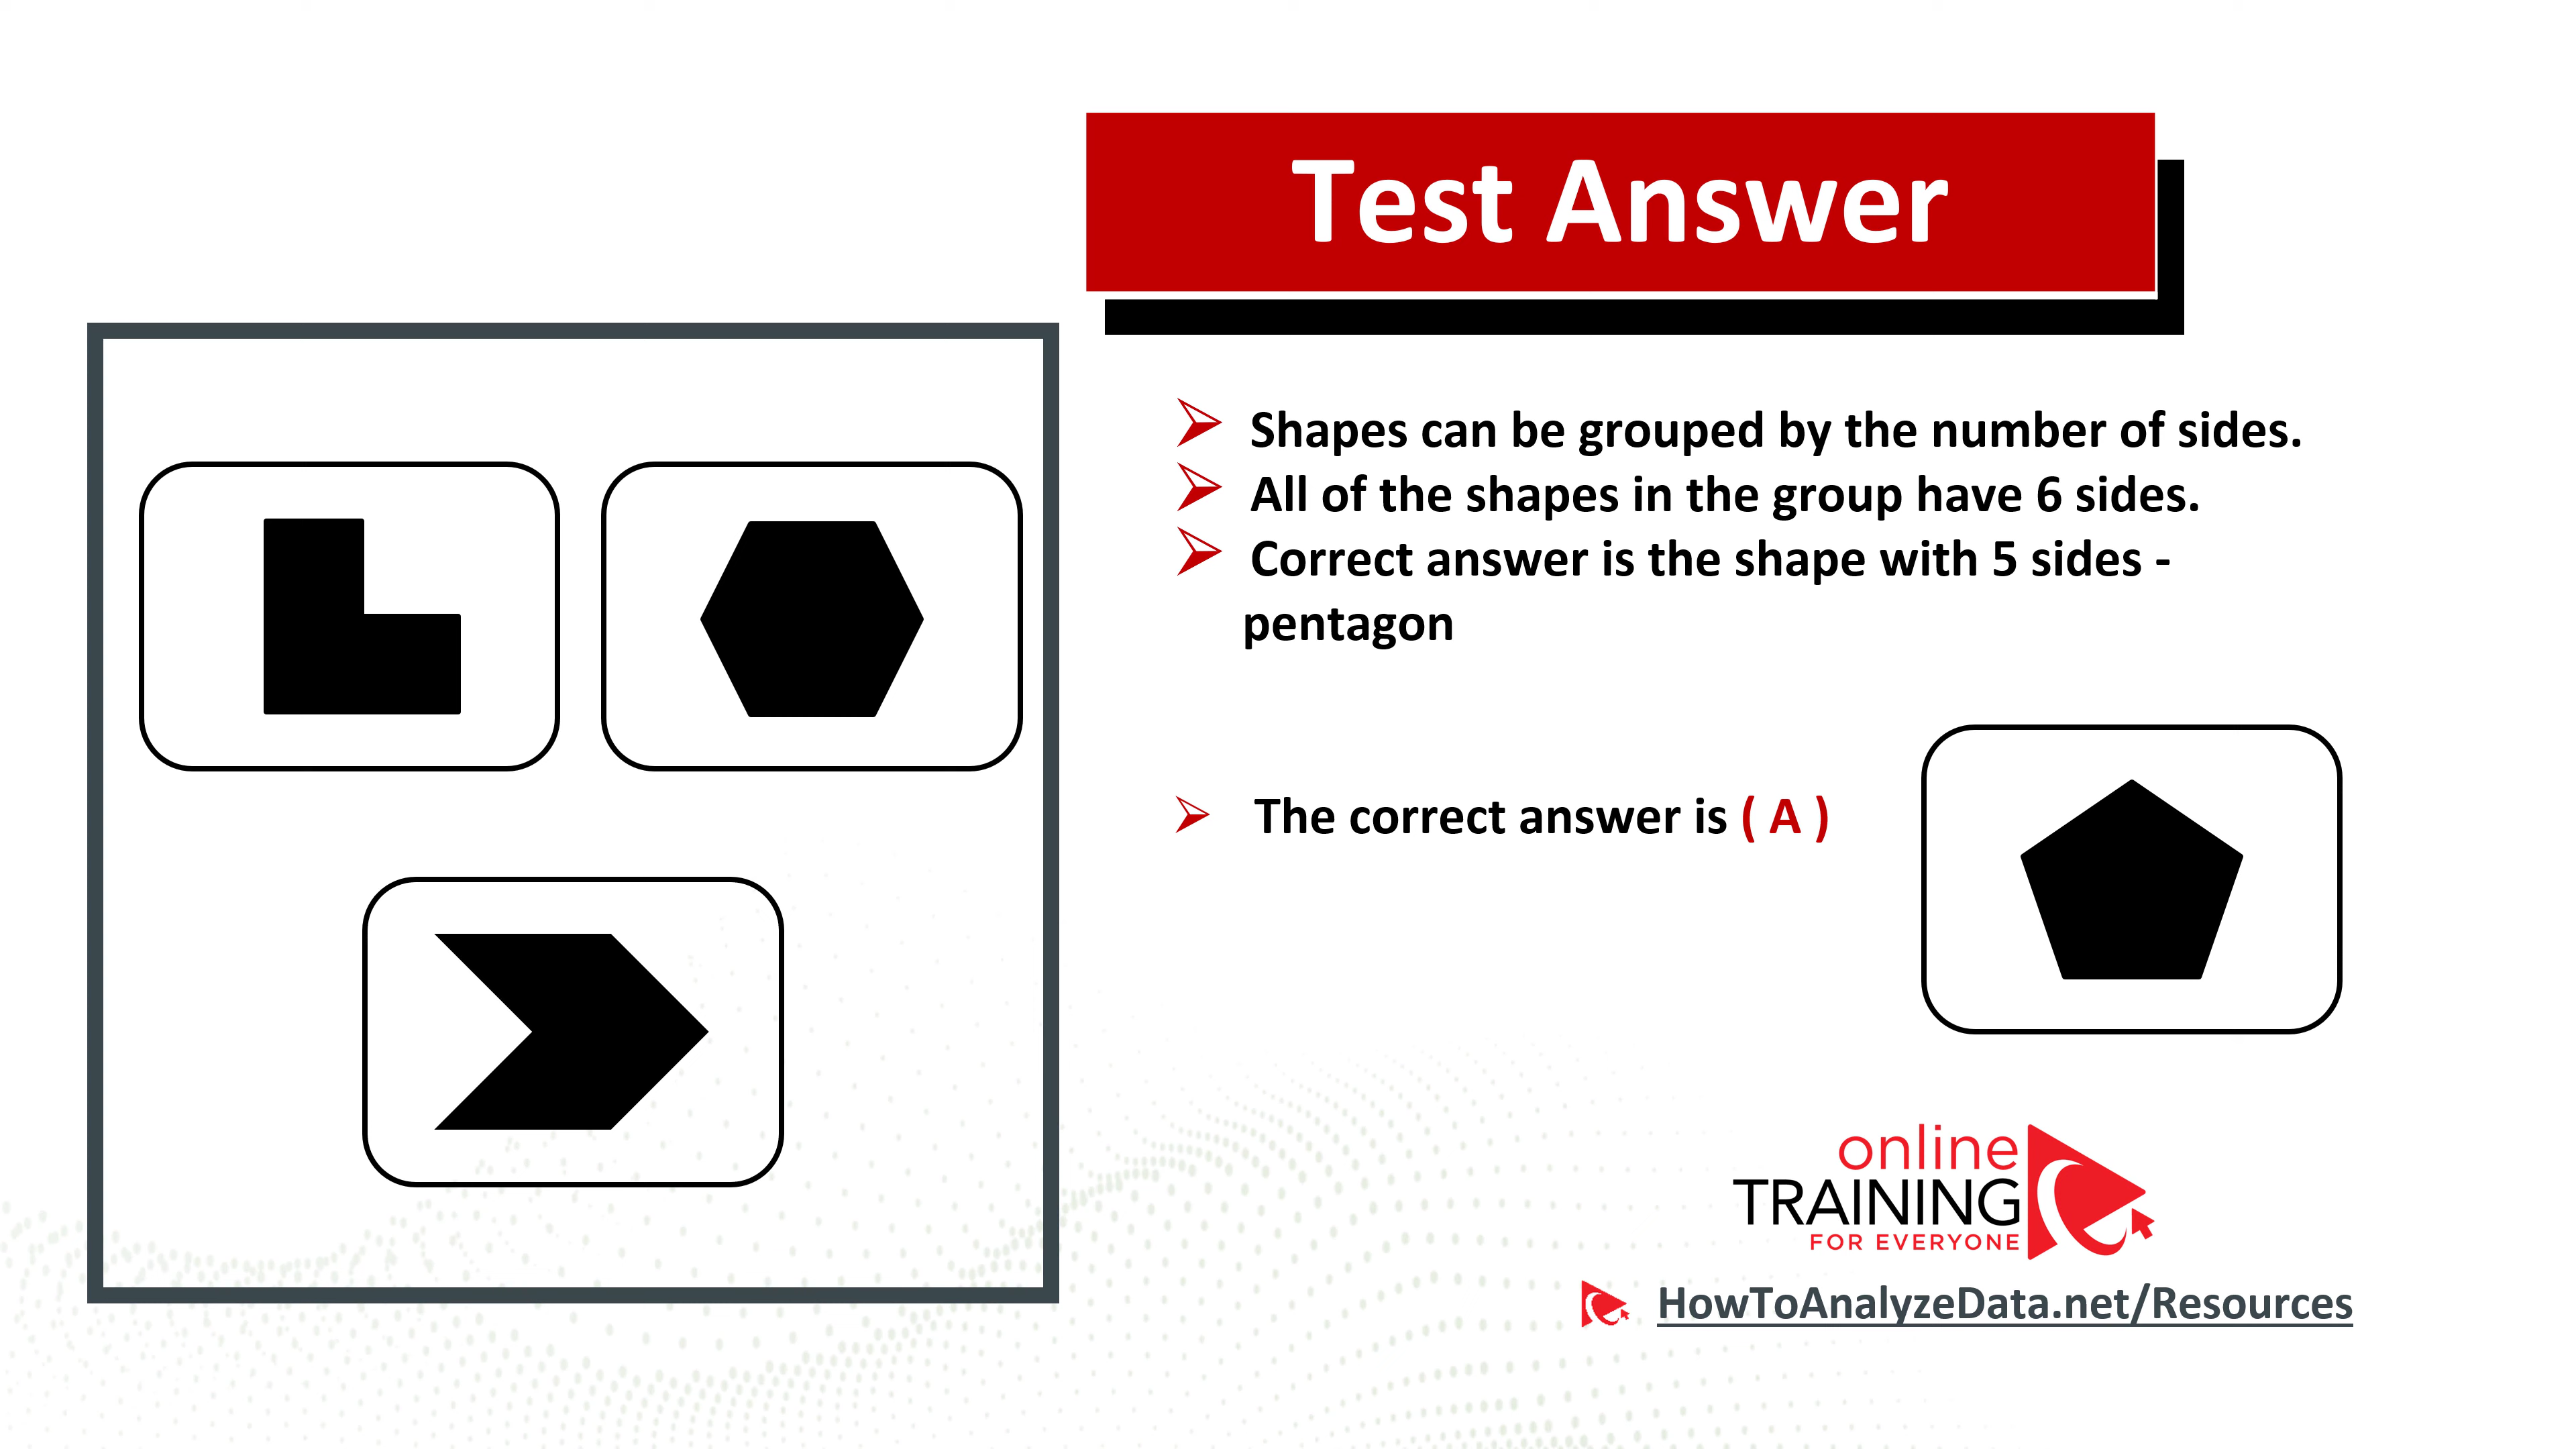 Test Answer
Shapes can be grouped by the number of sides.
All of the shapes in the group have 6 sides.
Correct answer is the shape with 5 sides -
pentagon
The correct answer is ( A )
online
TRAINING
FOR EVERYONE
HowToAnalyzeData.net/Resources